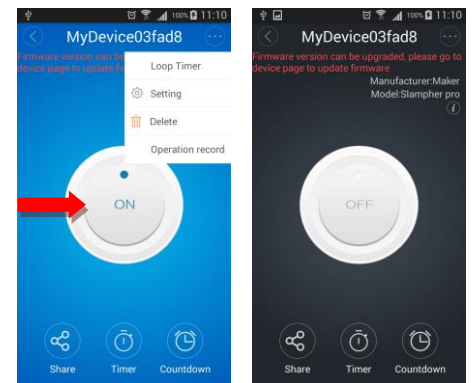 100% 11:10
MyDevice03fad8
Firmware version can be
device page to update fi
Loop Timer
Setting
Delete
Operation record
ON
Share Timer Countdown
100% 11:10
MyDevice03fad8
Firmware version can be upgraded, please go to
device page to update firmware
Manufacturer:Maker
Model:Slampher pro
i
OFF
Share Timer Countdown